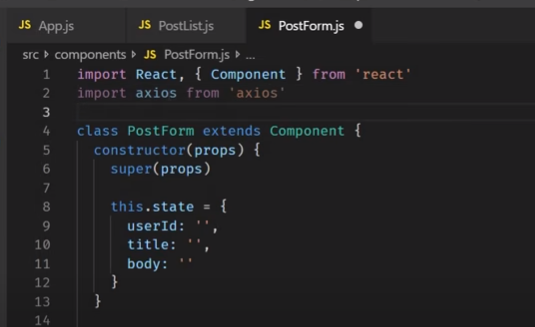 JS App.js JS PostList.js JS PostForm.js
src components JS PostForm.js ...
1 import React, { Component } from 'react'
2 import axios from 'axios'
3
4 class PostForm extends Component {
5 constructor(props) {
6 super(props)
7
8 this.state = {
9 userId: '',
10 title: '',
11 body: ''
12 }
13 }
14